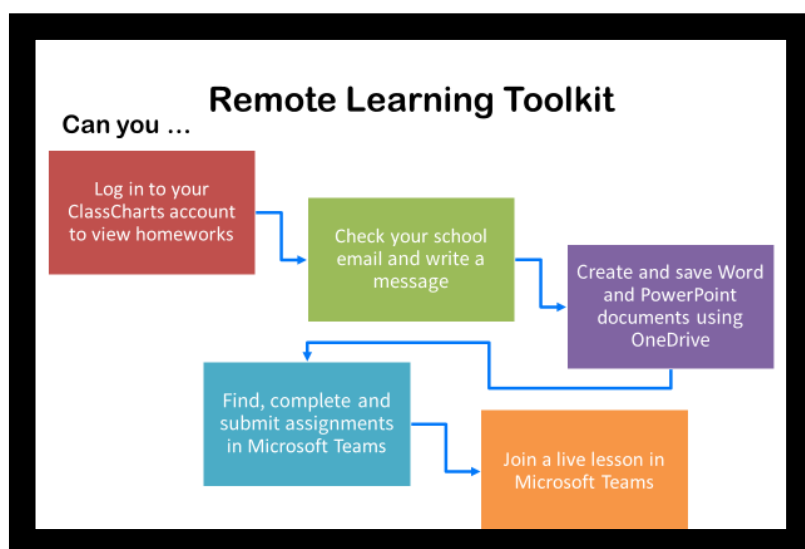 Remote Learning Toolkit
Can you ...
Log in to your
ClassCharts account
to view homeworks
Check your school
email and write a
message
Create and save Word
and PowerPoint
documents using
OneDrive
Find, complete and
submit assignments
in Microsoft Teams
Join a live lesson in
Microsoft Teams